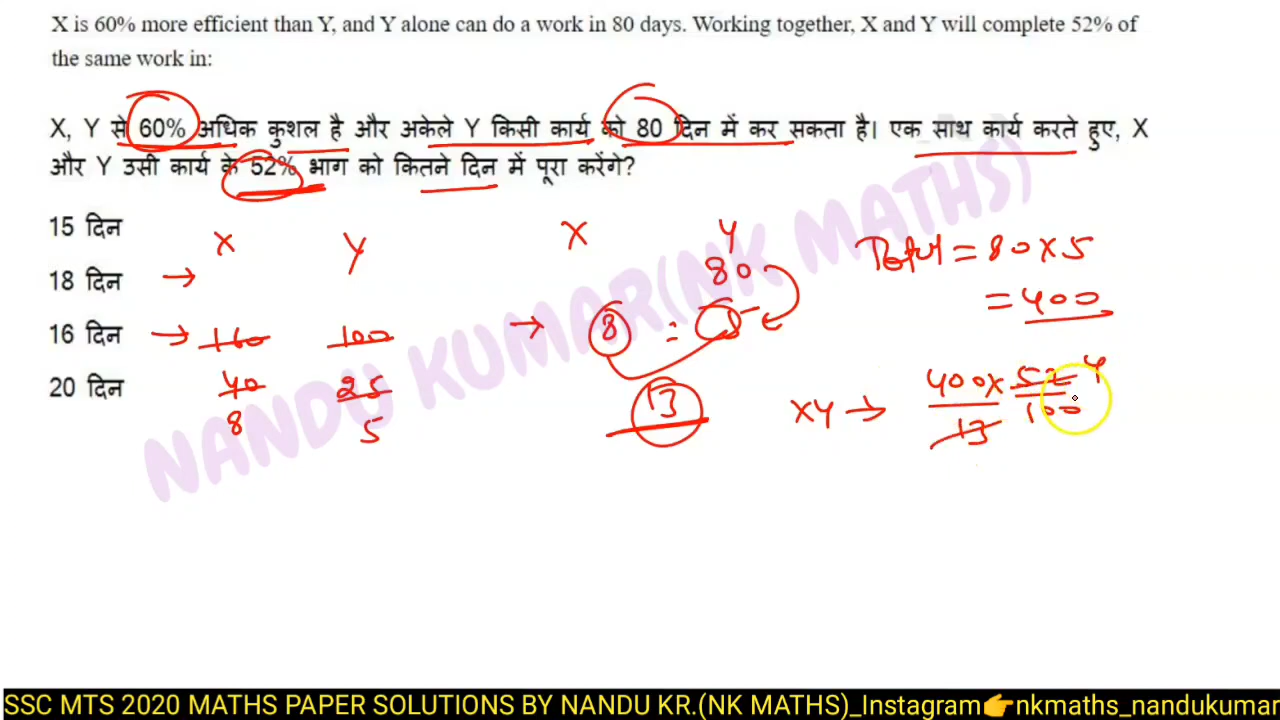 X is 60% more efficient than Y, and Y alone can do a work in 80 days. Working together, X and Y will complete 52% of
the same work in:
X, Y से 60% अधिक कुशल है और अकेले Y किसी कार्य को 80 दिन में कर सकता है। एक साथ कार्य करते हुए, X
और Y उसी कार्य के 52% भाग को कितने दिन में पूरा करेंगे?
15 दिन
18 दिन
16 दिन
20 दिन
X Y
→
→ 160 100
40 25
8 5
X Y
80
→ 8 : 5
13
Total = 80 × 5
= 400
XY → 400 × 52 4
13 100
NANDU KUMAR(NK MATHS)
SSC MTS 2020 MATHS PAPER SOLUTIONS BY NANDU KR.(NK MATHS)_Instagram👉nkmaths_nandukumar